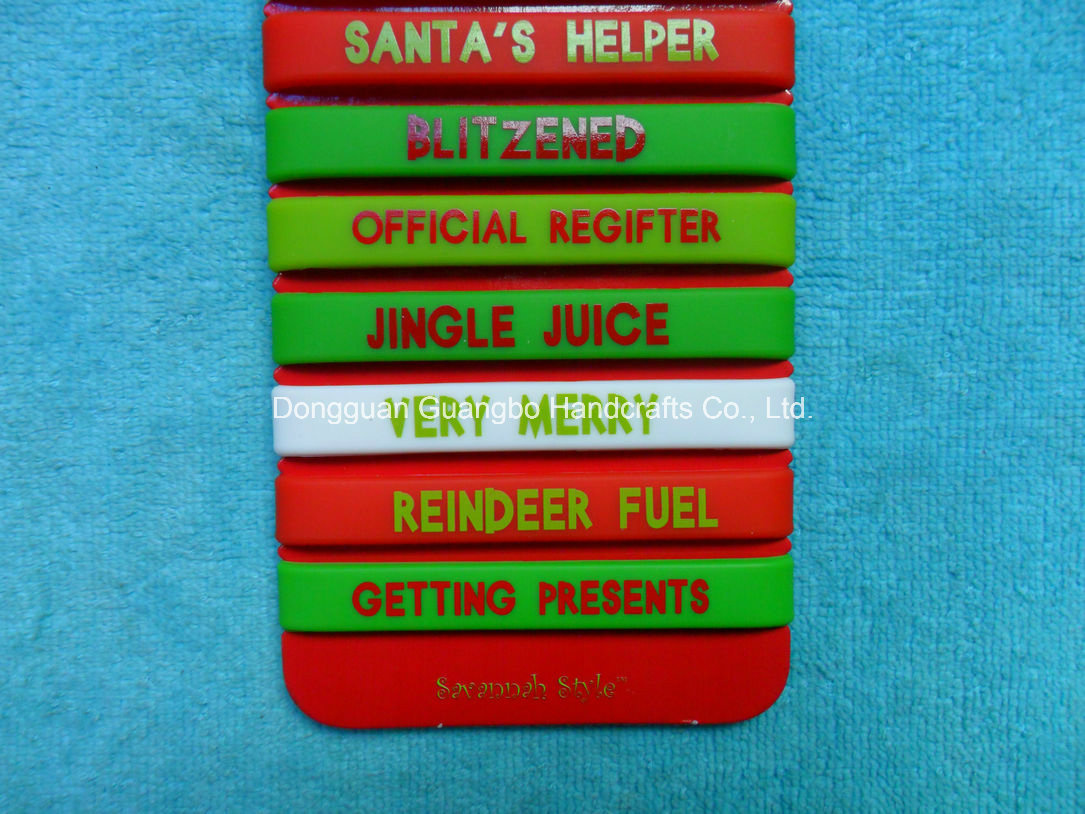 SANTA'S HELPER
BLITZENED
OFFICIAL REGIFTER
JINGLE JUICE
VERY MERRY
Dongguan Guangbo Handcrafts Co., Ltd.
REINDEER FUEL
GETTING PRESENTS
Savannah Style™